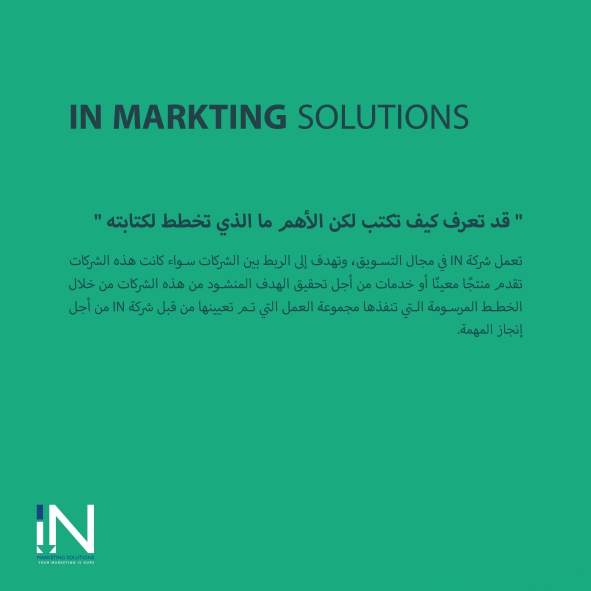 IN MARKTING SOLUTIONS
" قد تعرف كيف تكتب لكن الأهم ما الذي تخطط لكتابته "
تعمل شركة IN في مجال التسويق، وتهدف إلى الربط بين الشركات سواء كانت هذه الشركات
تقدم منتجًا معينًا أو خدمات من أجل تحقيق الهدف المنشود من هذه الشركات من خلال
الخطط المرسومة التي تنفذها مجموعة العمل التي تم تعيينها من قبل شركة IN من أجل
إنجاز المهمة.
iN
MARKETING SOLUTIONS
YOUR MARKETING IS OURS